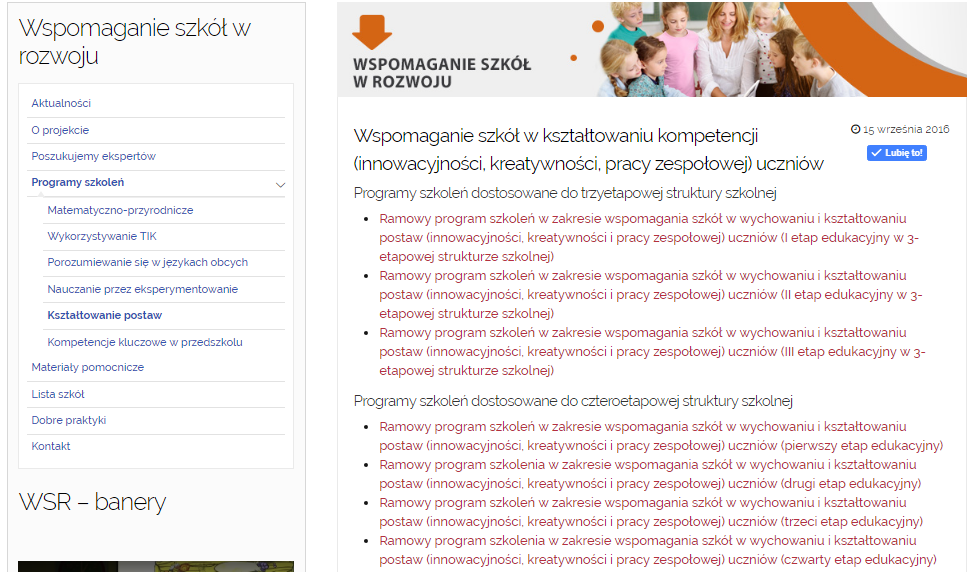 Wspomaganie szkół w
rozwoju
Aktualności
O projekcie
Poszukujemy ekspertów
Programy szkoleń
Matematyczno-przyrodnicze
Wykorzystywanie TIK
Porozumiewanie się w językach obcych
Nauczanie przez eksperymentowanie
Kształtowanie postaw
Kompetencje kluczowe w przedszkolu
Materiały pomocnicze
Lista szkół
Dobre praktyki
Kontakt
WSR – banery
WSPOMAGANIE SZKÓŁ
W ROZWOJU
Wspomaganie szkół w kształtowaniu kompetencji
(innowacyjności, kreatywności, pracy zespołowej) uczniów
15 września 2016
Lubię to!
Programy szkoleń dostosowane do trzyetapowej struktury szkolnej
Ramowy program szkoleń w zakresie wspomagania szkół w wychowaniu i kształtowaniu
postaw (innowacyjności, kreatywności i pracy zespołowej) uczniów (I etap edukacyjny w 3-
etapowej strukturze szkolnej)
Ramowy program szkoleń w zakresie wspomagania szkół w wychowaniu i kształtowaniu
postaw (innowacyjności, kreatywności i pracy zespołowej) uczniów (II etap edukacyjny w 3-
etapowej strukturze szkolnej)
Ramowy program szkoleń w zakresie wspomagania szkół w wychowaniu i kształtowaniu
postaw (innowacyjności, kreatywności i pracy zespołowej) uczniów (III etap edukacyjny w 3-
etapowej strukturze szkolnej)
Programy szkoleń dostosowane do czteroetapowej struktury szkolnej
Ramowy program szkoleń w zakresie wspomagania szkół w wychowaniu i kształtowaniu
postaw (innowacyjności, kreatywności i pracy zespołowej) uczniów (pierwszy etap edukacyjny)
Ramowy program szkolenia w zakresie wspomagania szkół w wychowaniu i kształtowaniu
postaw (innowacyjności, kreatywności i pracy zespołowej) uczniów (drugi etap edukacyjny)
Ramowy program szkoleń w zakresie wspomagania szkół w wychowaniu i kształtowaniu
postaw (innowacyjności, kreatywności i pracy zespołowej) uczniów (trzeci etap edukacyjny)
Ramowy program szkolenia w zakresie wspomagania szkół w wychowaniu i kształtowaniu
postaw (innowacyjności, kreatywności i pracy zespołowej) uczniów (czwarty etap edukacyjny)